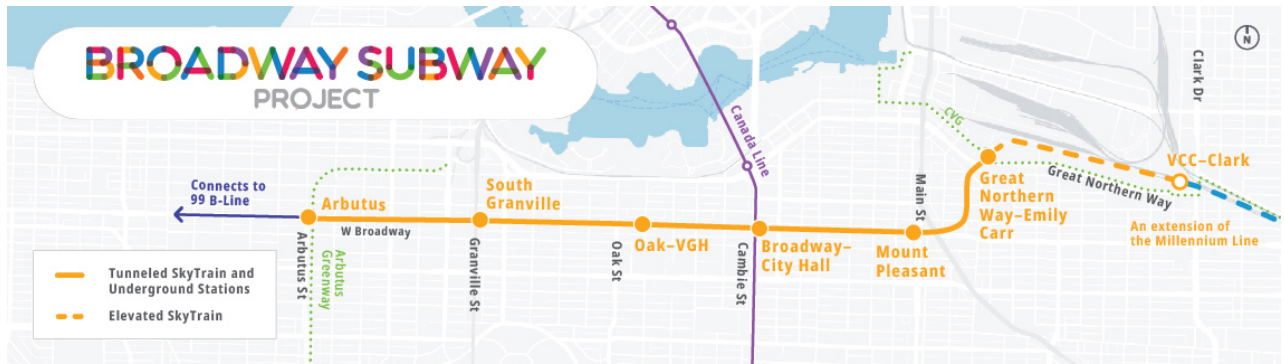 BROADWAY SUBWAY
PROJECT
N
Clark Dr
Canada Line
CVG
VCC–Clark
Connects to
99 B-Line
Arbutus
South
Granville
Great
Northern
Way–Emily
Carr
Great Northern Way
Main St
W Broadway
Oak–VGH
Broadway–
City Hall
Mount
Pleasant
An extension of
the Millennium Line
Arbutus St
Arbutus
Greenway
Granville St
Oak St
Cambie St
Tunneled SkyTrain and
Underground Stations
Elevated SkyTrain